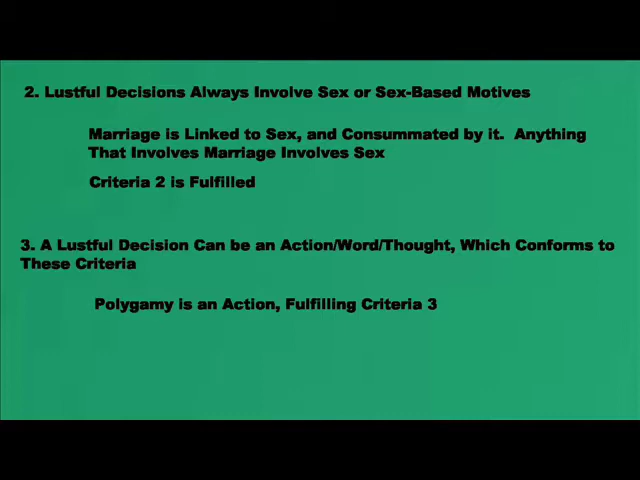 2. Lustful Decisions Always Involve Sex or Sex-Based Motives
Marriage is Linked to Sex, and Consummated by it. Anything
That Involves Marriage Involves Sex
Criteria 2 is Fulfilled
3. A Lustful Decision Can be an Action/Word/Thought, Which Conforms to
These Criteria
Polygamy is an Action, Fulfilling Criteria 3